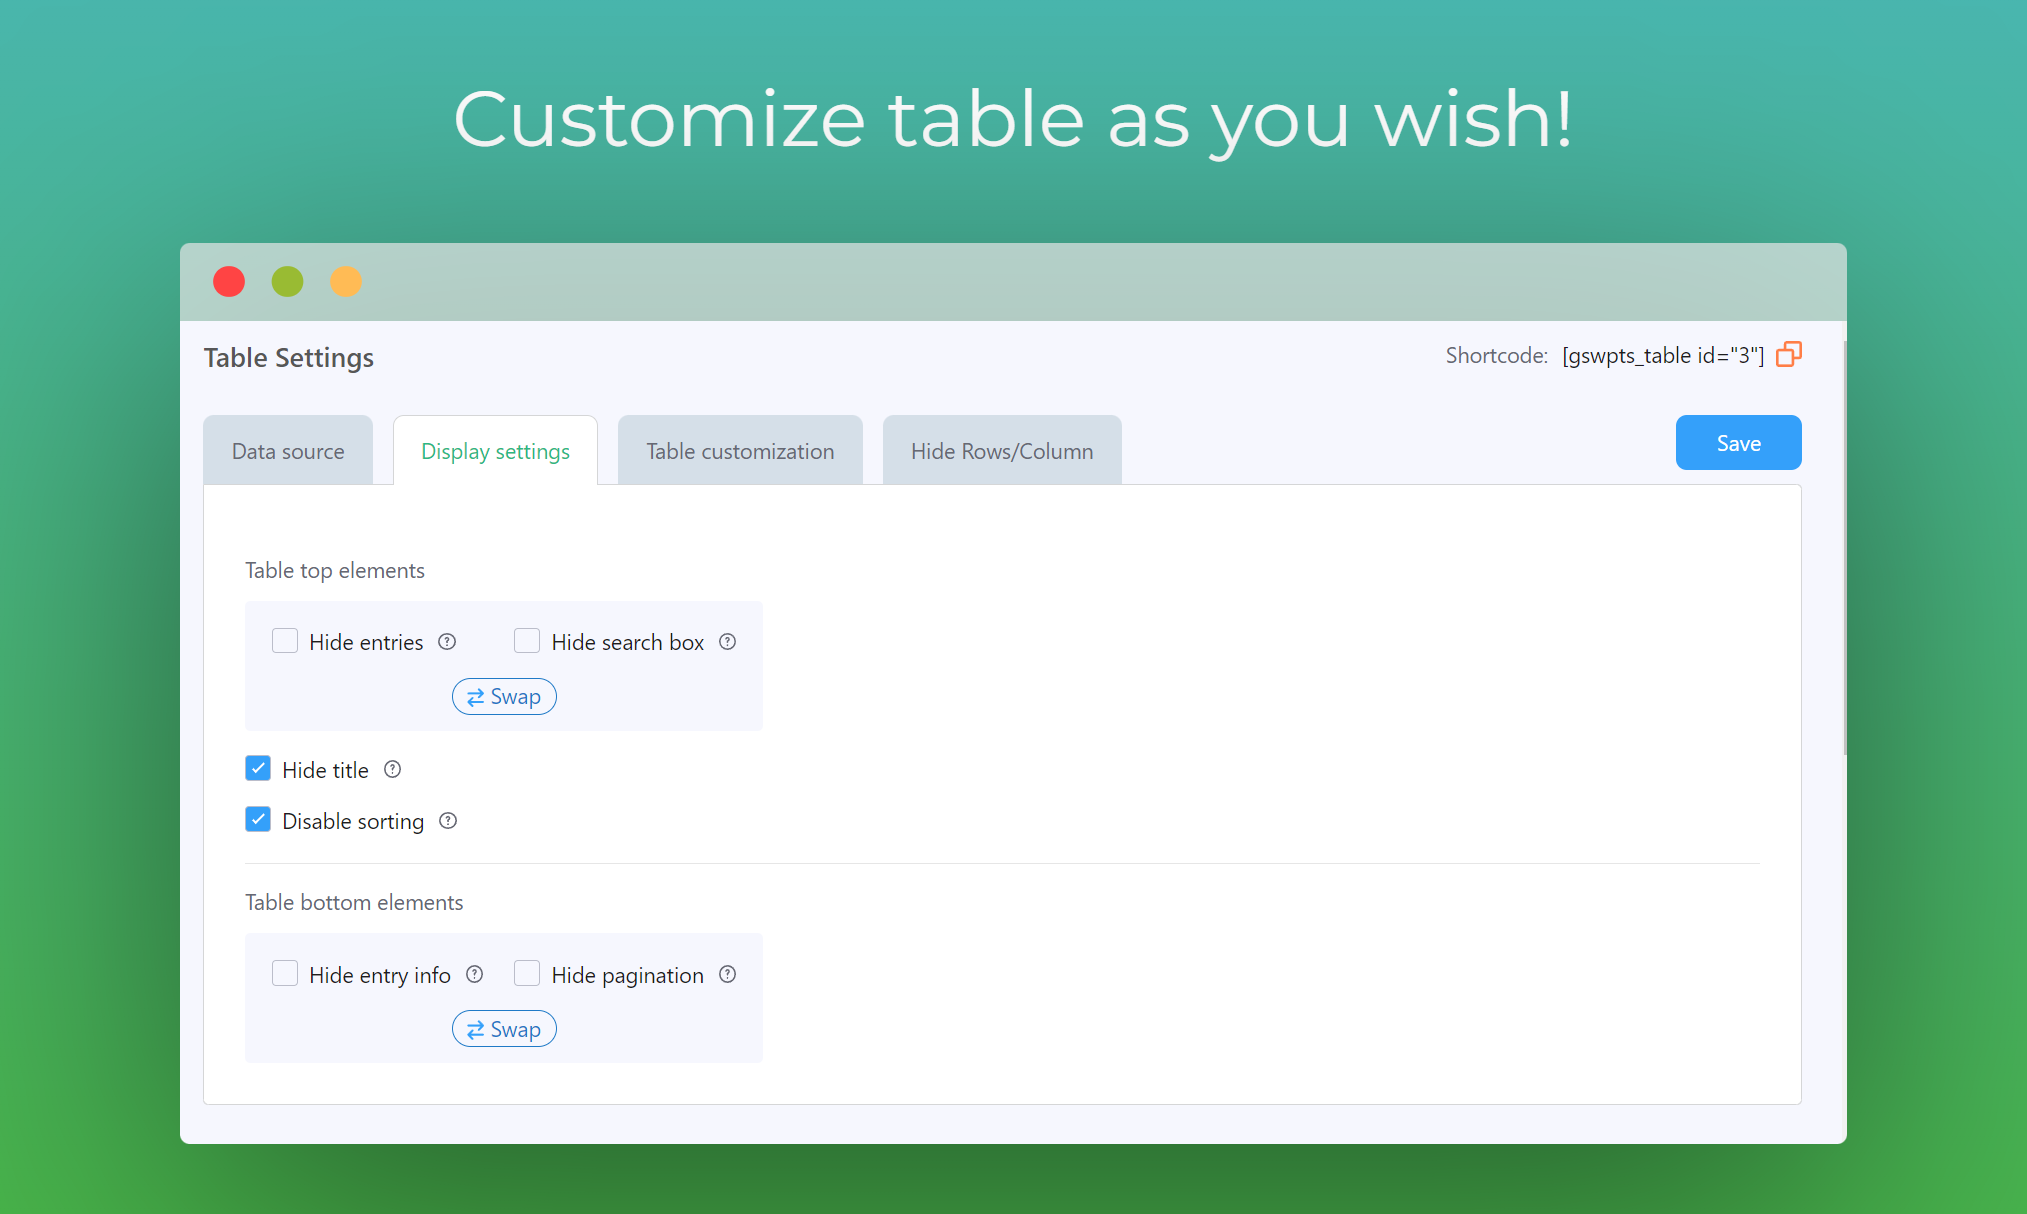 Customize table as you wish!
Table Settings
Shortcode: [gswpts_table id="3"]
Data source
Display settings
Table customization
Hide Rows/Column
Save
Table top elements
Hide entries
Hide search box
Swap
Hide title
Disable sorting
Table bottom elements
Hide entry info
Hide pagination
Swap